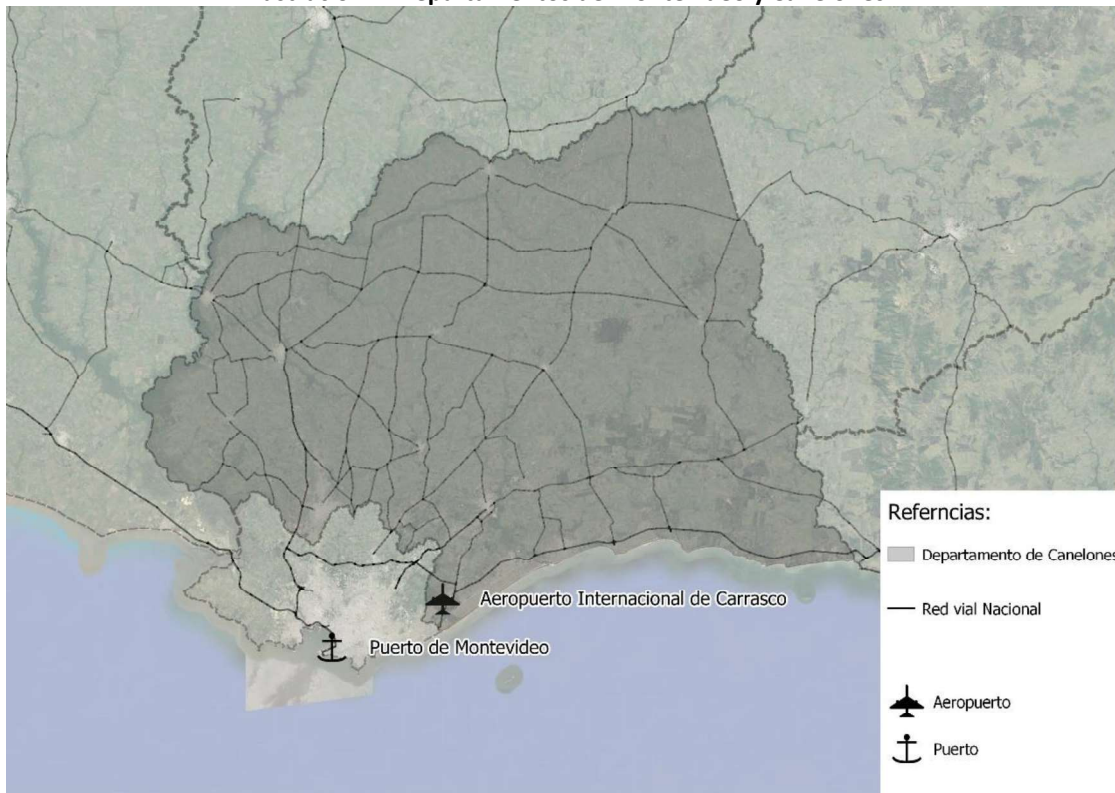 Aeropuerto Internacional de Carrasco
Puerto de Montevideo
Referncias:
Departamento de Canelones
Red vial Nacional
Aeropuerto
Puerto